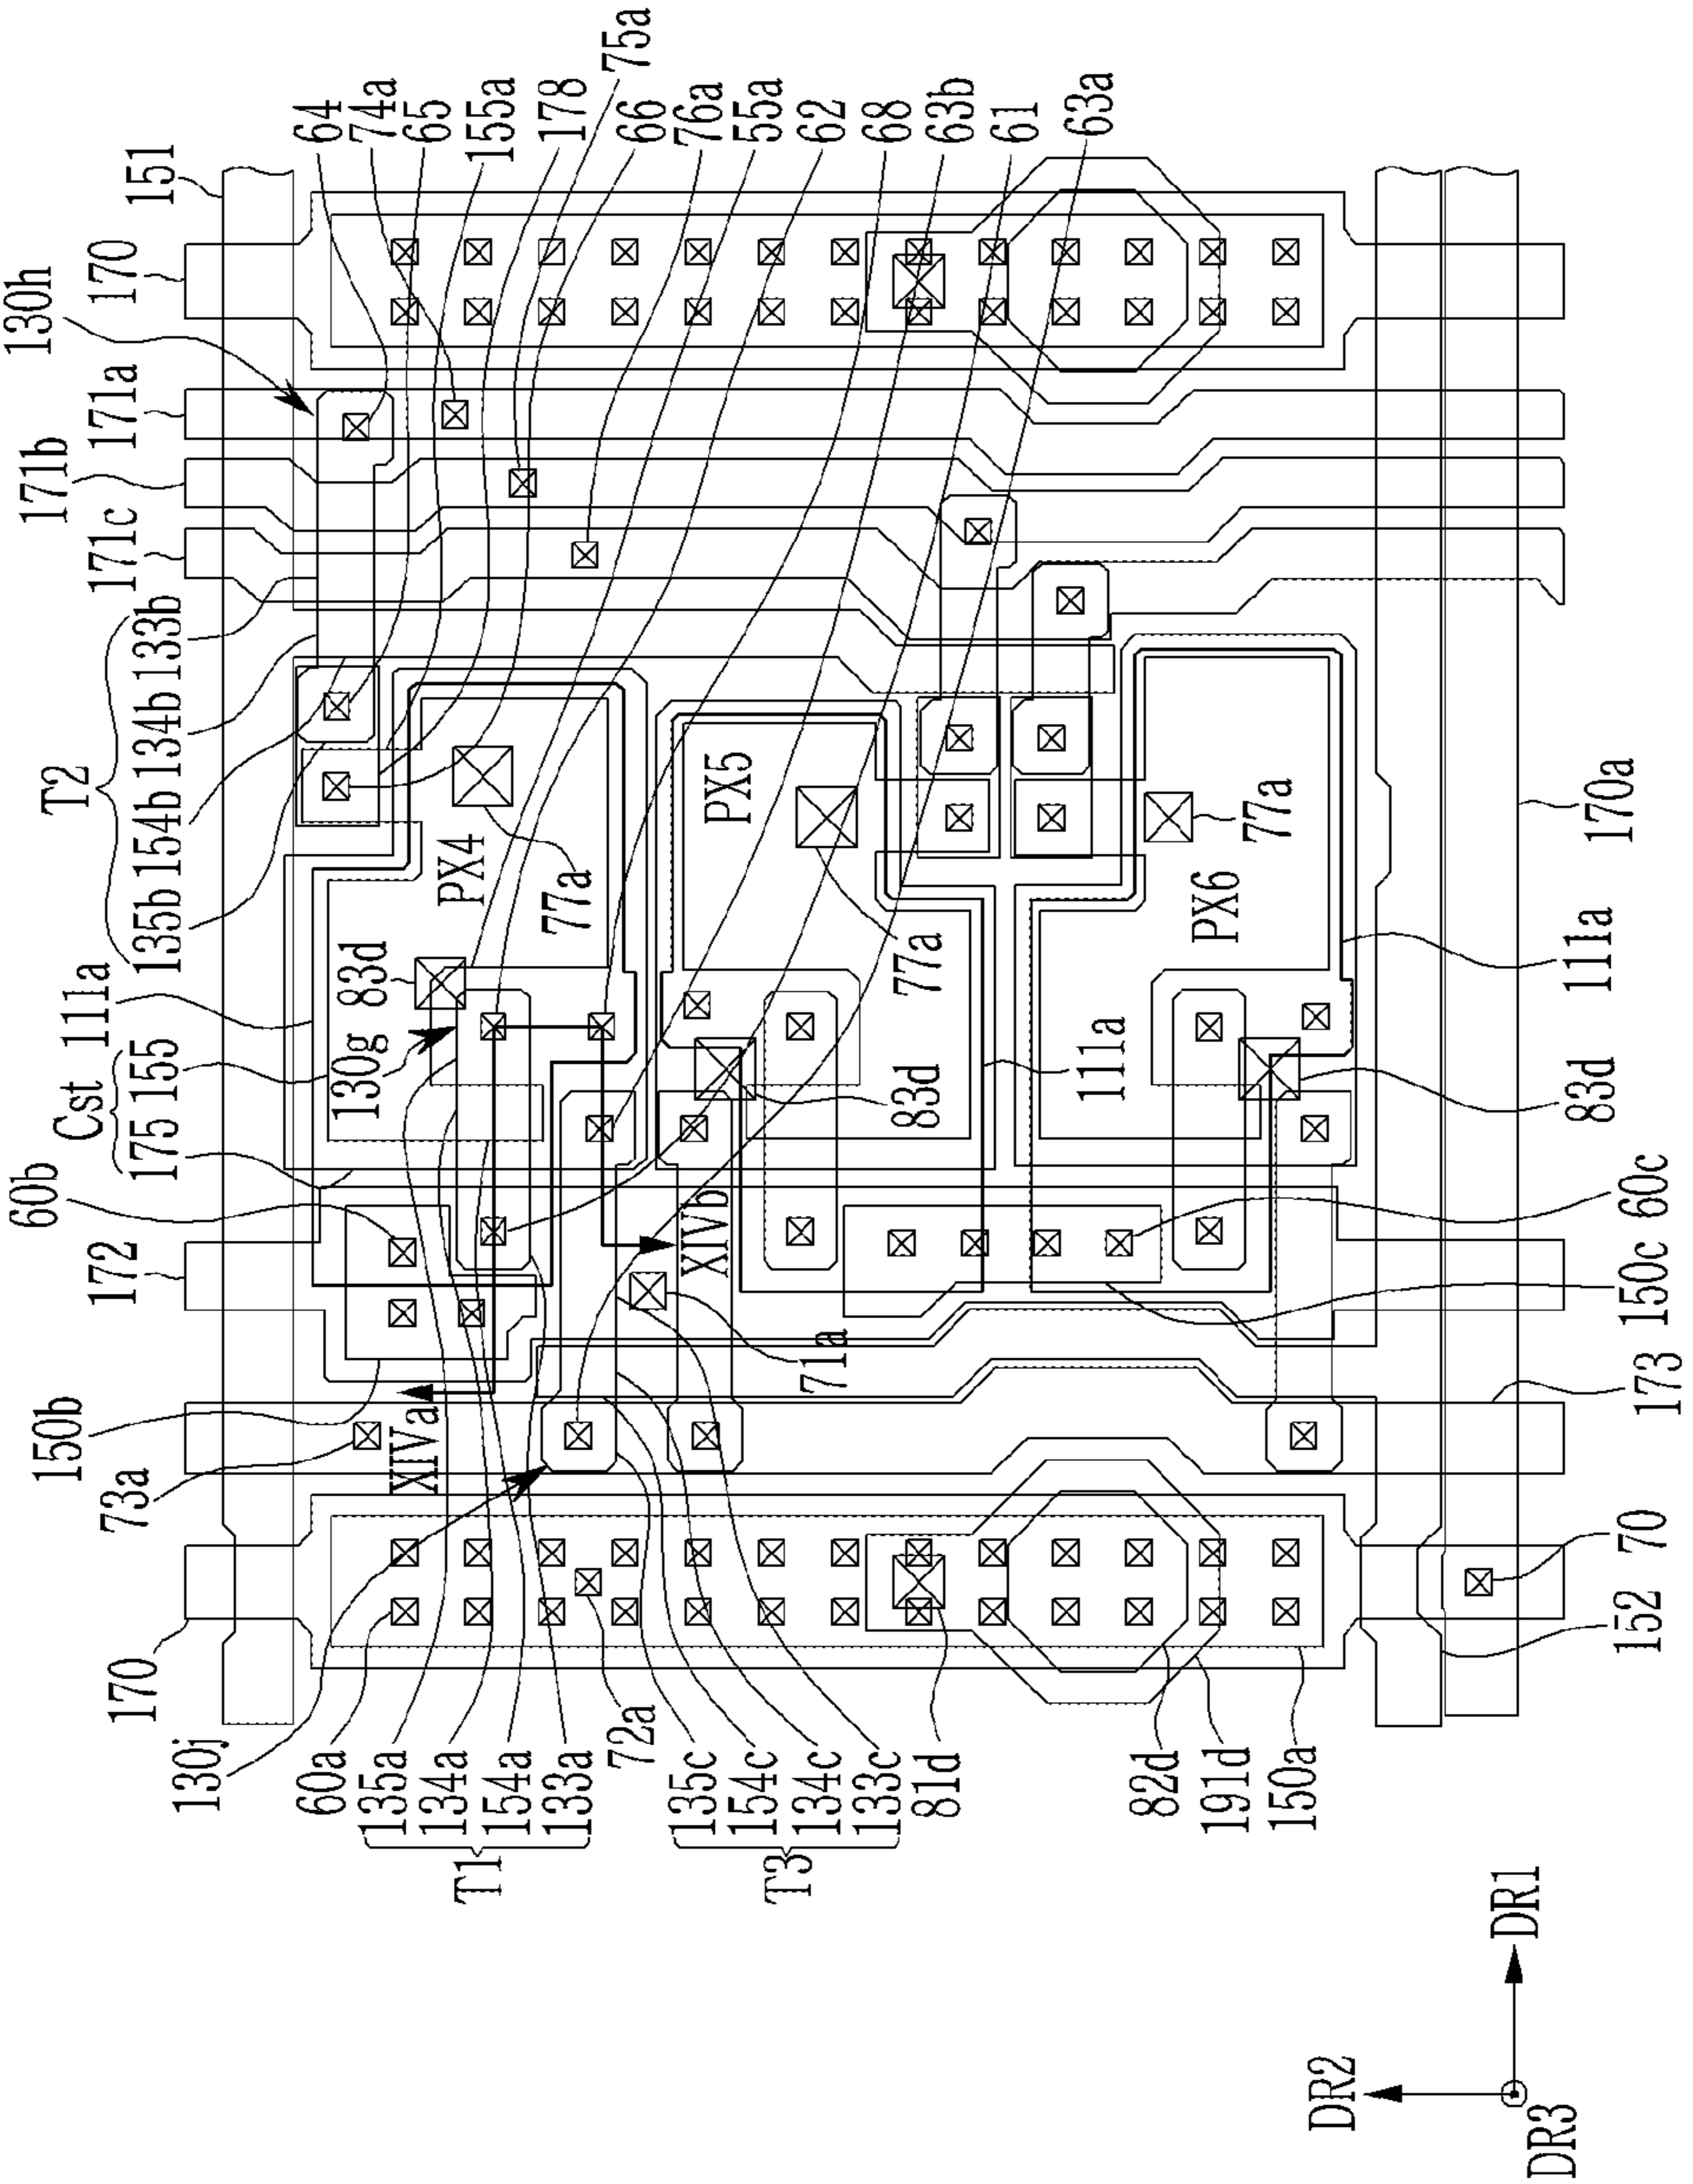 151
170
130h
171a
171b
171c
T2
133b
134b
154b
135b
111a
Cst
155
175
60b
172
150b
73a
170
130j
64
74a
65
155a
178
75a
66
76a
55a
62
68
63b
61
63a
PX4
77a
83d
130g
XIVa
XIVb
71a
PX5
77a
83d
111a
PX6
77a
111a
83d
170a
60c
150c
173
70
152
60a
135a
134a
154a
133a
T1
72a
135c
154c
134c
133c
T3
81d
82d
191d
150a
DR1
DR2
DR3